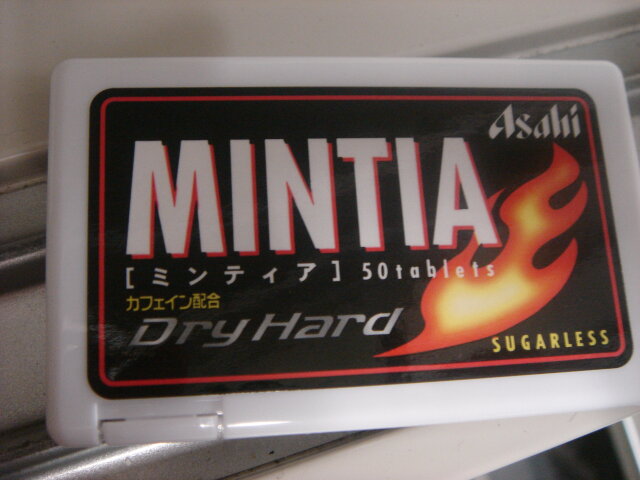 Asahi
MINTIA
[ミンティア] 50tablets
カフェイン配合
Dry Hard
SUGARLESS